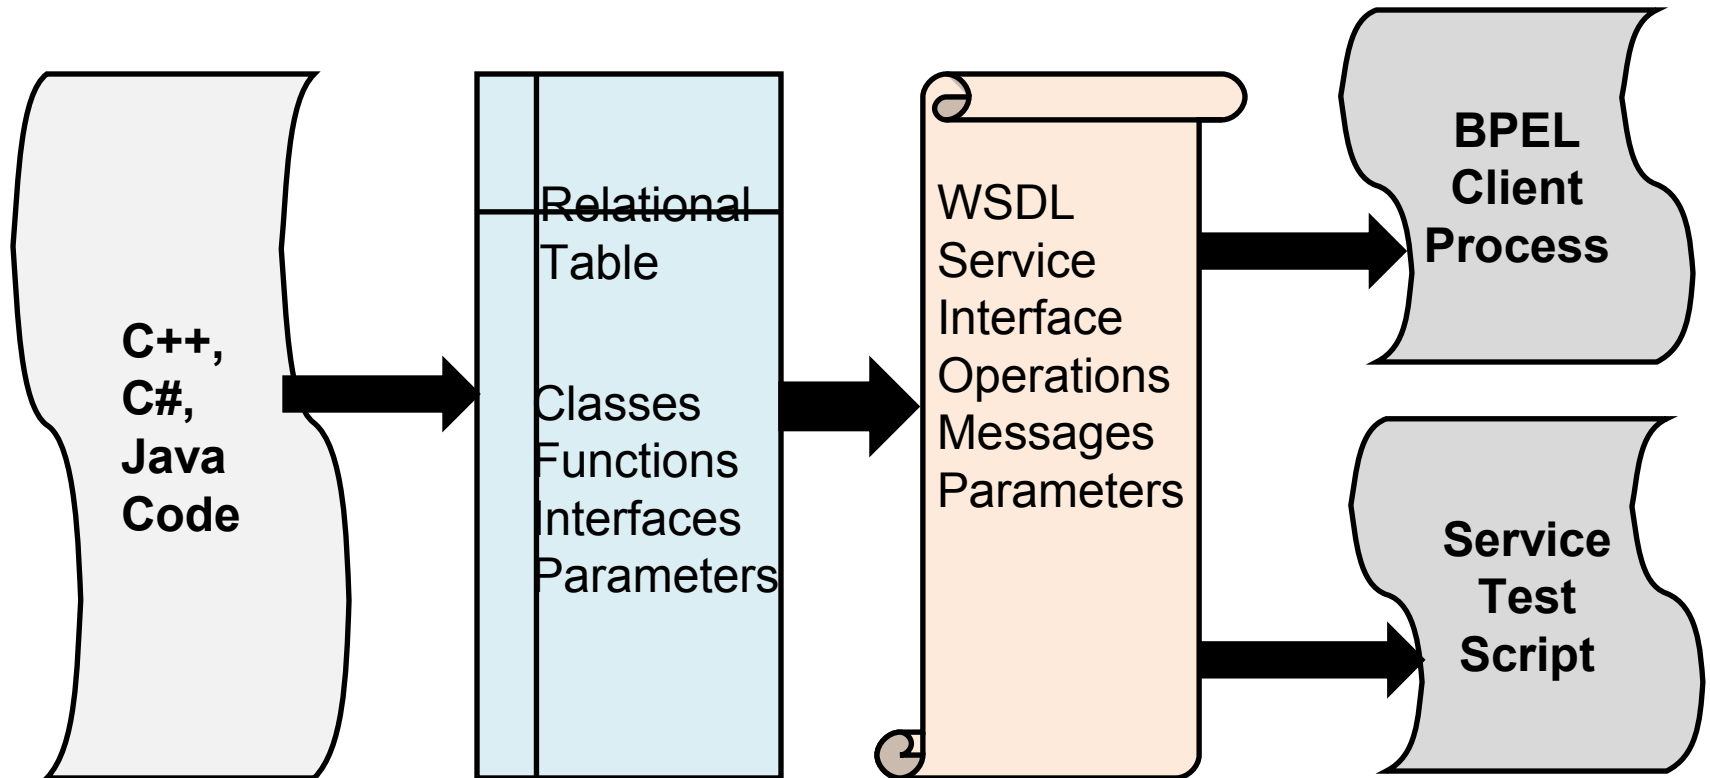 C++,
C#,
Java
Code
Relational
Table
Classes
Functions
Interfaces
Parameters
WSDL
Service
Interface
Operations
Messages
Parameters
BPEL
Client
Process
Service
Test
Script